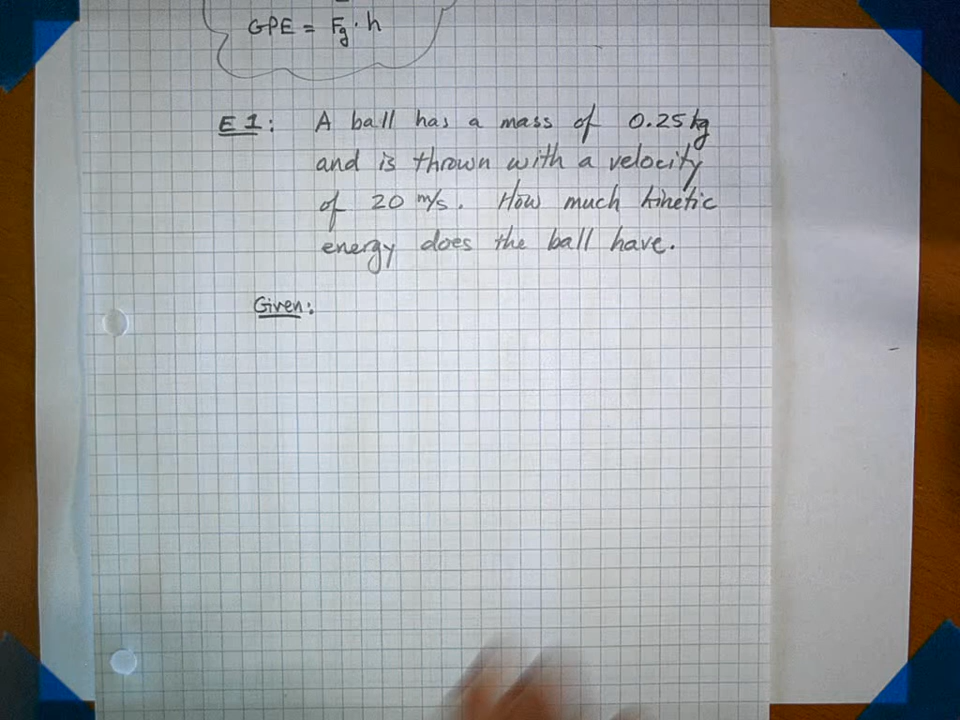 GPE = Fg · h
E1: A ball has a mass of 0.25 kg
and is thrown with a velocity
of 20 m/s. How much kinetic
energy does the ball have.
Given: